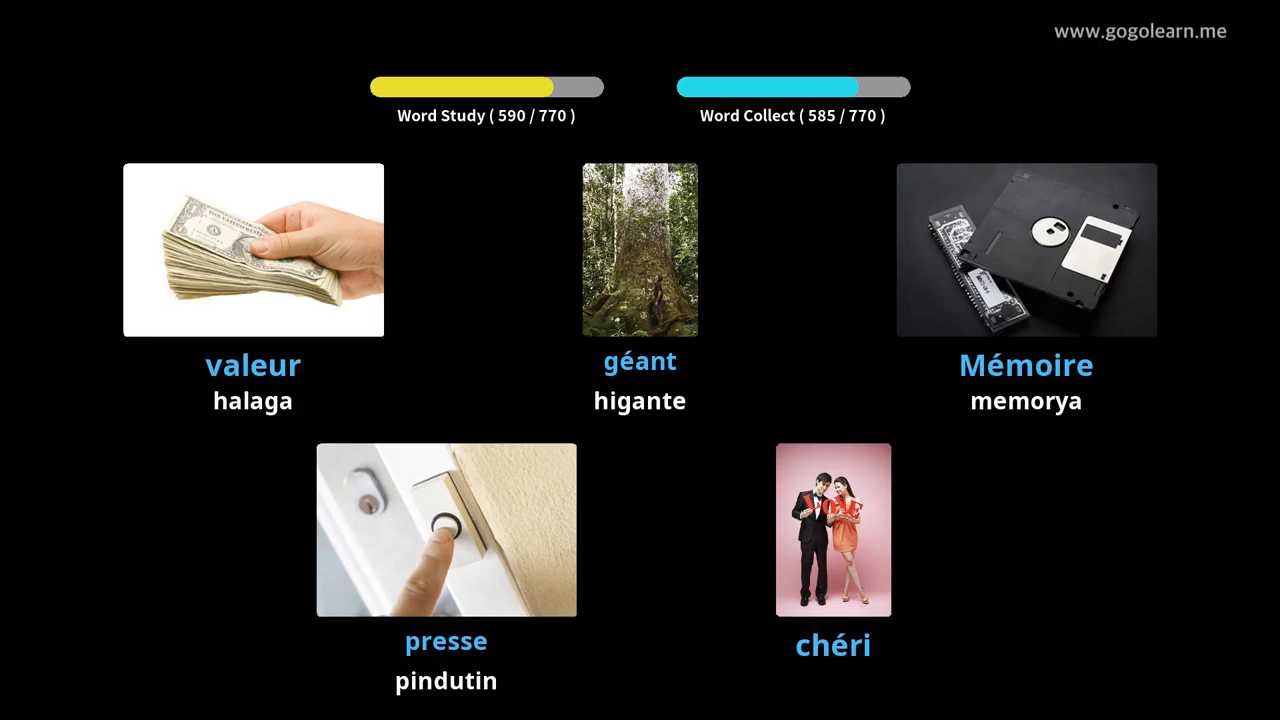 www.gogolearn.me
Word Study ( 590 / 770 )
Word Collect ( 585 / 770 )
valeur
halaga
géant
higante
Mémoire
memorya
presse
pindutin
chéri